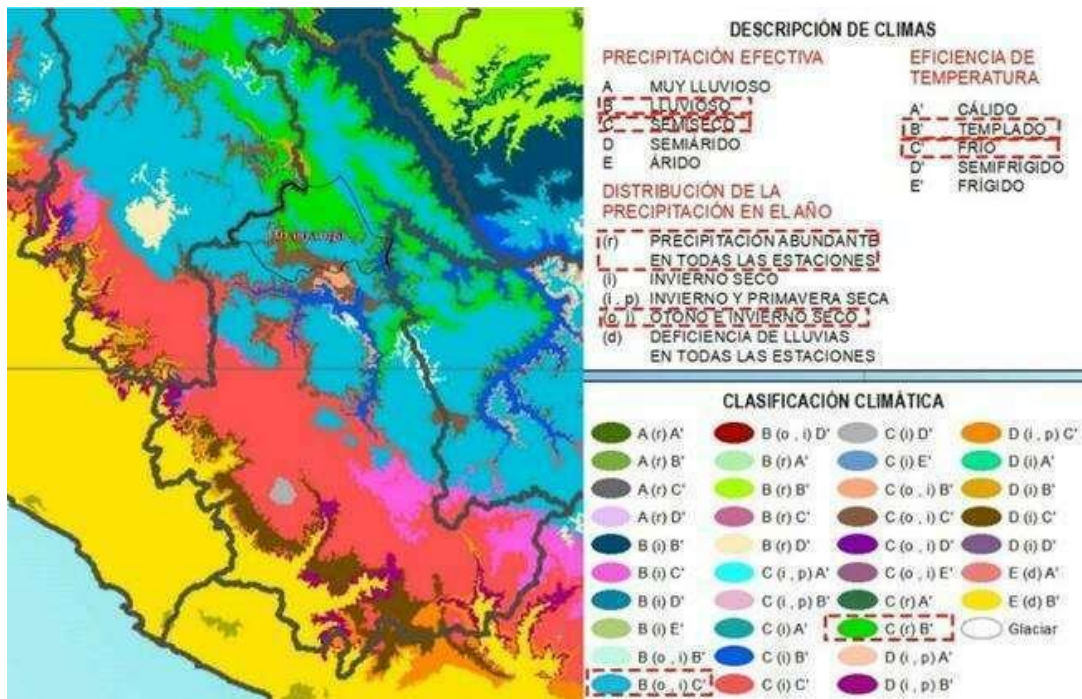 DESCRIPCIÓN DE CLIMAS
PRECIPITACIÓN EFECTIVA
A MUY LLUVIOSO
B LLUVIOSO
C SEMISECO
D SEMIÁRIDO
E ÁRIDO
DISTRIBUCIÓN DE LA
PRECIPITACIÓN EN EL AÑO
(r) PRECIPITACIÓN ABUNDANTE
EN TODAS LAS ESTACIONES
(i) INVIERNO SECO
(i , p) INVIERNO Y PRIMAVERA SECA
(o, i) OTOÑO E INVIERNO SECO
(d) DEFICIENCIA DE LLUVIAS
EN TODAS LAS ESTACIONES
EFICIENCIA DE
TEMPERATURA
A' CÁLIDO
B' TEMPLADO
C' FRÍO
D' SEMIFRÍGIDO
E' FRÍGIDO
CLASIFICACIÓN CLIMÁTICA
A (r) A'
A (r) B'
A (r) C'
A (r) D'
B (i) B'
B (i) C'
B (i) D'
B (i) E'
B (o , i) B'
B (o , i) C'
B (o , i) D'
B (r) A'
B (r) B'
B (r) C'
B (r) D'
C (i , p) A'
C (i , p) B'
C (i) A'
C (i) B'
C (i) C'
C (i) D'
C (i) E'
C (o , i) B'
C (o , i) C'
C (o , i) D'
C (o , i) E'
C (r) A'
C (r) B'
D (i , p) A'
D (i , p) B'
D (i , p) C'
D (i) A'
D (i) B'
D (i) C'
D (i) D'
E (d) A'
E (d) B'
Glaciar